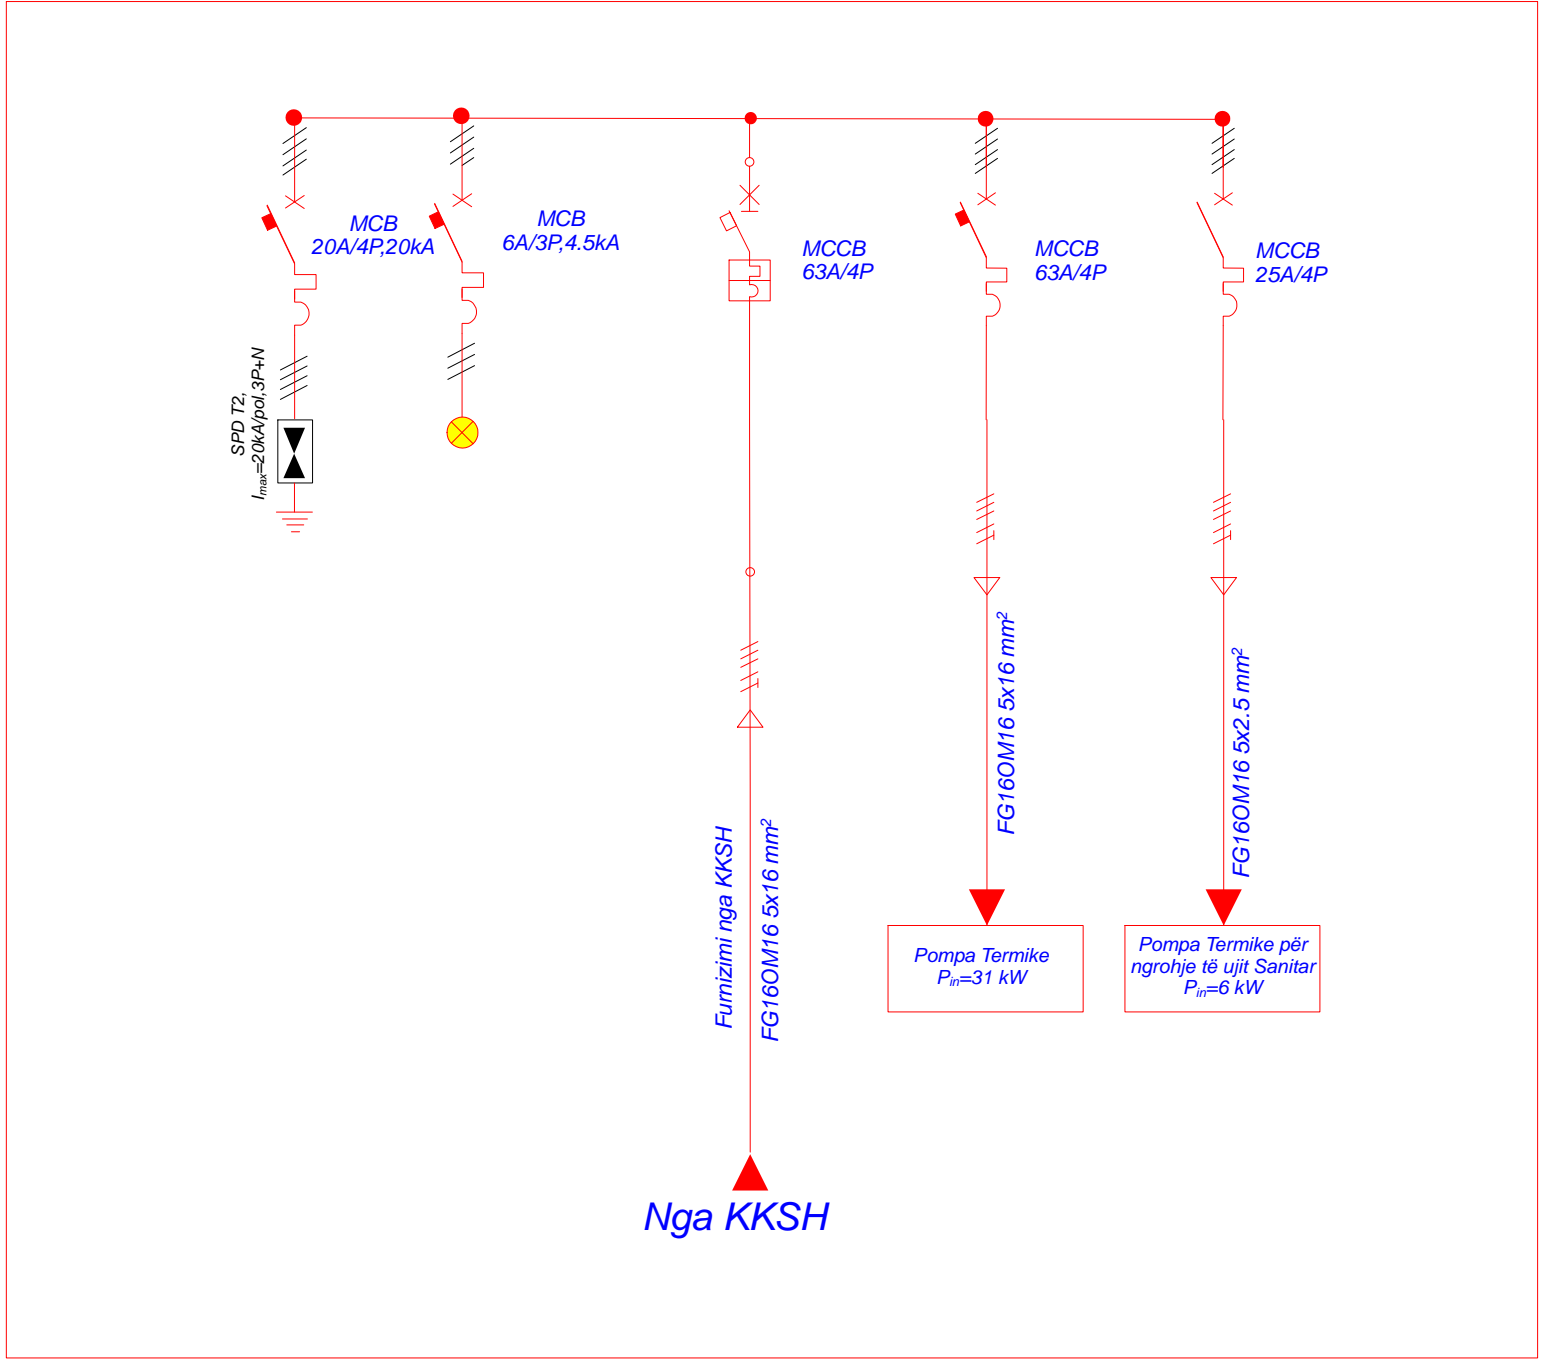 MCB
20A/4P,20kA
MCB
6A/3P,4.5kA
MCCB
63A/4P
MCCB
63A/4P
MCCB
25A/4P
SPD T2,
Imax=20kA/pol,3P+N
Furnizimi nga KKSH
FG16OM16 5x16 mm²
FG16OM16 5x16 mm²
FG16OM16 5x2.5 mm²
Pompa Termike
Pin=31 kW
Pompa Termike për
ngrohje të ujit Sanitar
Pin=6 kW
Nga KKSH